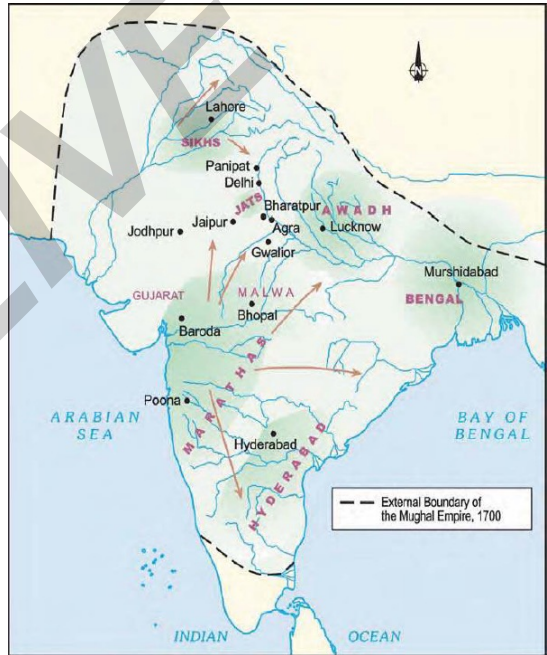 LIVE
Lahore
SIKHS
Panipat
Delhi
JATS
Bharatpur
AWADH
Jodhpur
Jaipur
Agra
Lucknow
Gwalior
Murshidabad
GUJARAT
MALWA
BENGAL
Bhopal
Baroda
MARATHAS
Poona
ARABIAN
SEA
BAY OF
BENGAL
Hyderabad
HYDERABAD
External Boundary of
the Mughal Empire, 1700
INDIAN OCEAN